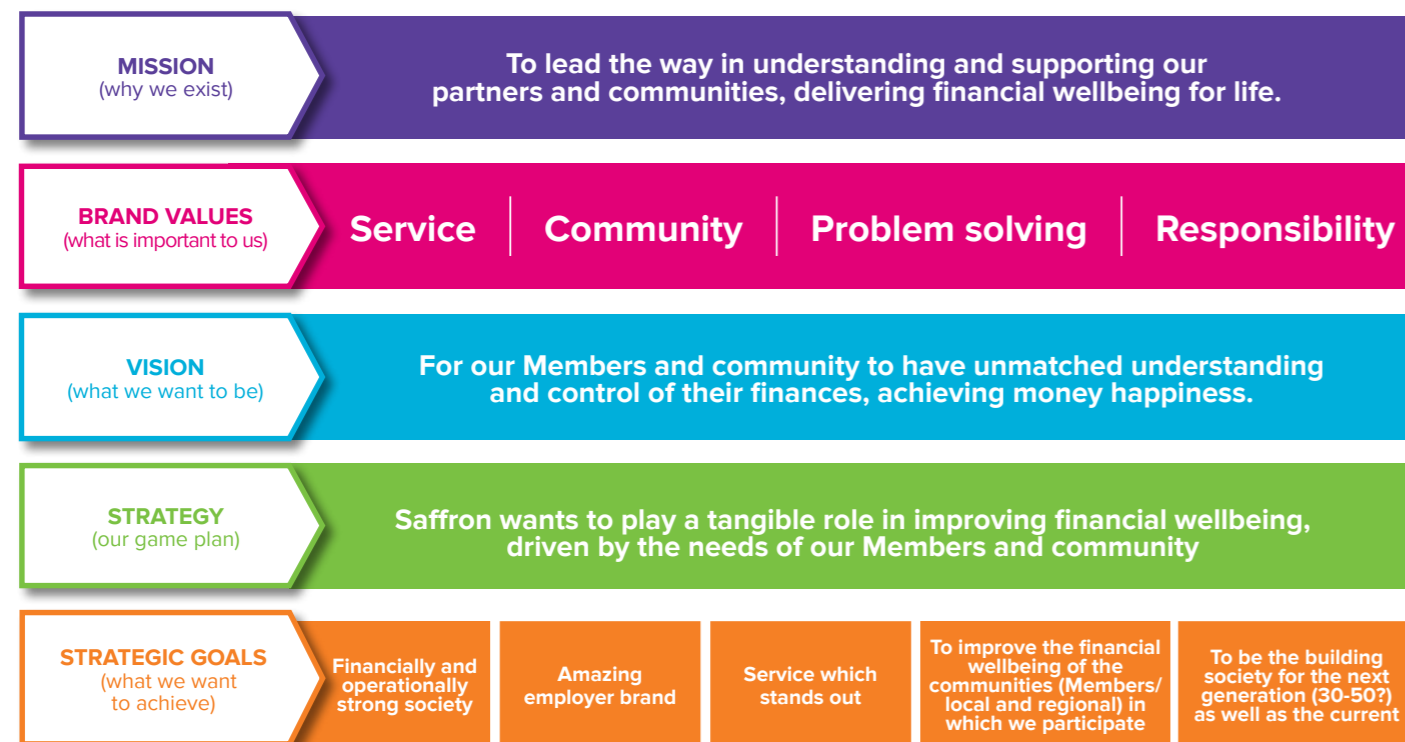 MISSION
(why we exist)
To lead the way in understanding and supporting our
partners and communities, delivering financial wellbeing for life.
BRAND VALUES
(what is important to us)
Service
Community
Problem solving
Responsibility
VISION
(what we want to be)
For our Members and community to have unmatched understanding
and control of their finances, achieving money happiness.
STRATEGY
(our game plan)
Saffron wants to play a tangible role in improving financial wellbeing,
driven by the needs of our Members and community
STRATEGIC GOALS
(what we want
to achieve)
Financially and
operationally
strong society
Amazing
employer brand
Service which
stands out
To improve the financial
wellbeing of the
communities (Members/
local and regional) in
which we participate
To be the building
society for the next
generation (30-50?)
as well as the current